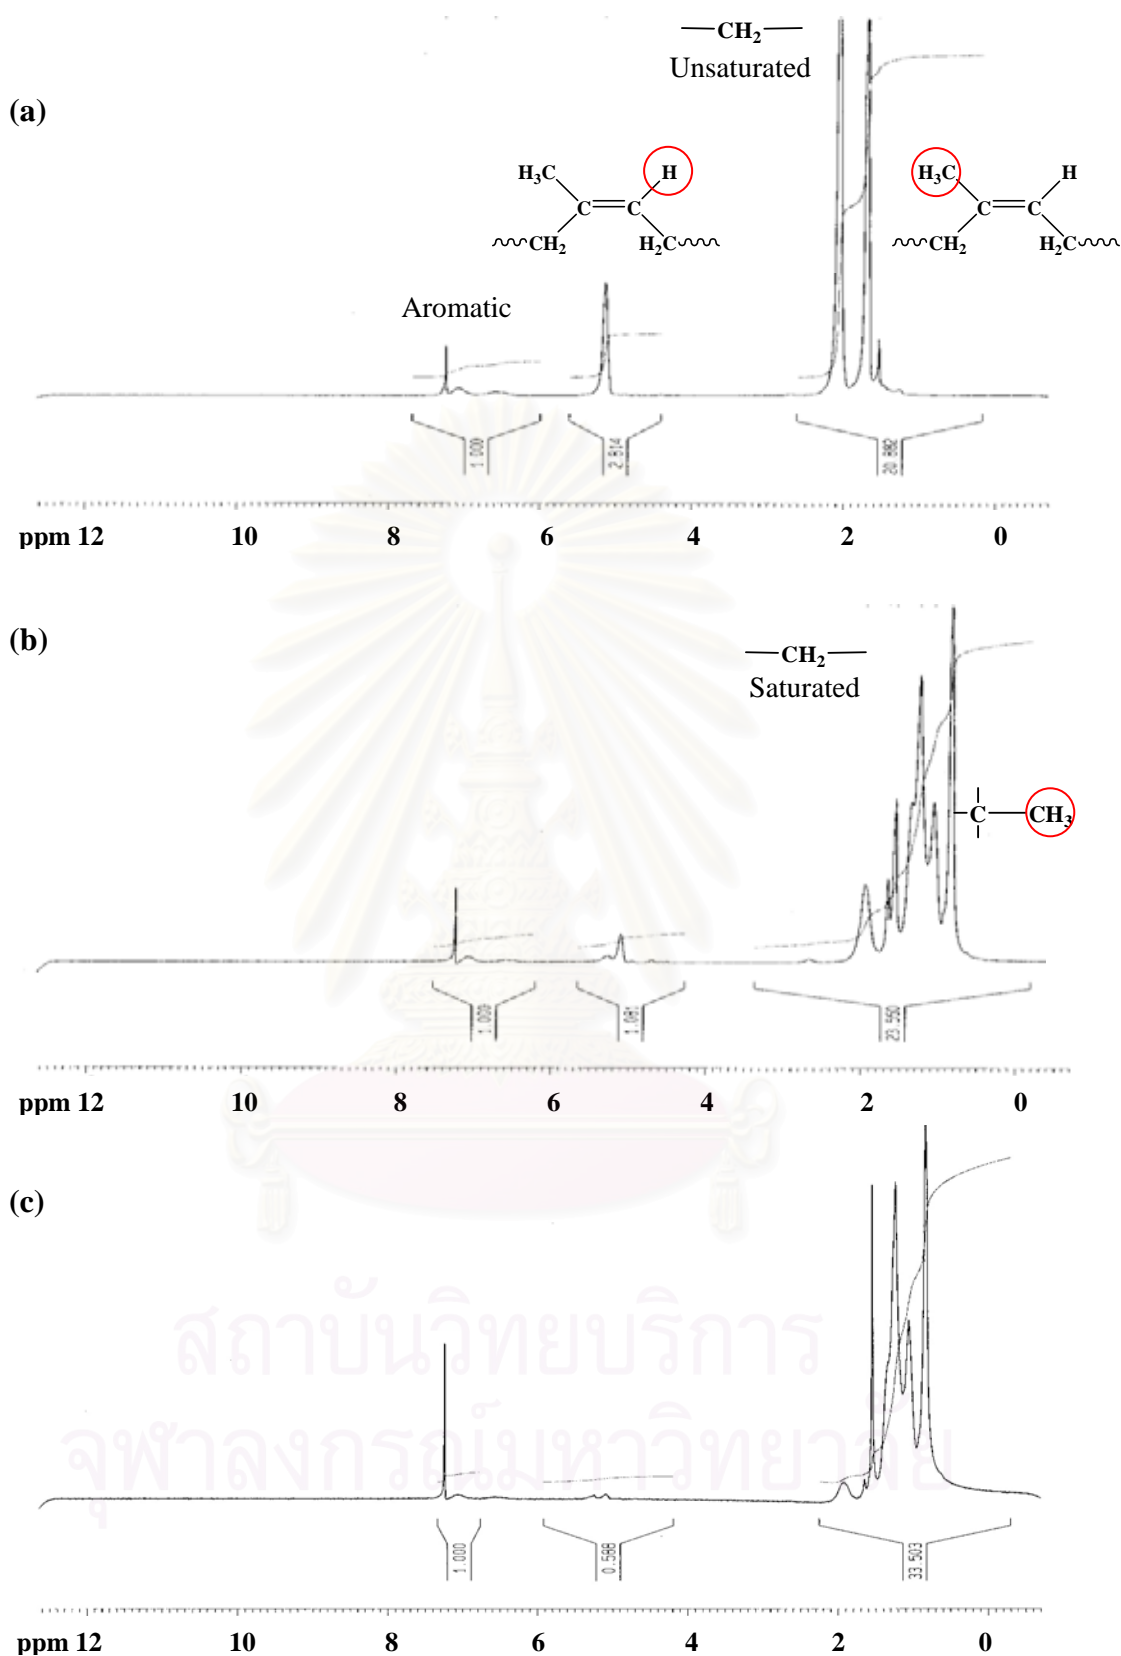 —CH2—
Unsaturated
(a)
H3C H
C═C
CH2 H2C
H3C H
C═C
CH2 H2C
Aromatic
1.000 2.814 20.882
ppm 12 10 8 6 4 2 0
(b)
—CH2—
Saturated
C—CH3
1.000 1.081 23.550
ppm 12 10 8 6 4 2 0
(c)
สถาบันวิทยบริการ
จุฬาลงกรณ์มหาวิทยาลัย
1.000 0.588 33.503
ppm 12 10 8 6 4 2 0